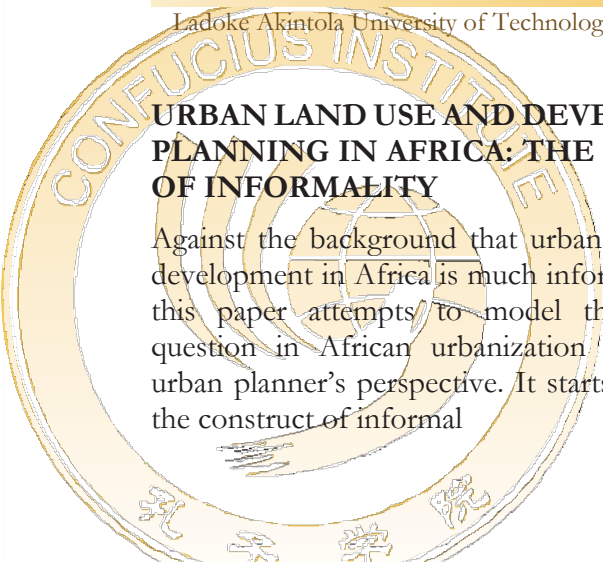 Ladoke Akintola University of Technolog
CONFUCIUS INSTITUTE
URBAN LAND USE AND DEVE
PLANNING IN AFRICA: THE
OF INFORMALITY
Against the background that urban
development in Africa is much infor
this paper attempts to model th
question in African urbanization
urban planner's perspective. It starts
the construct of informal
孔子学院